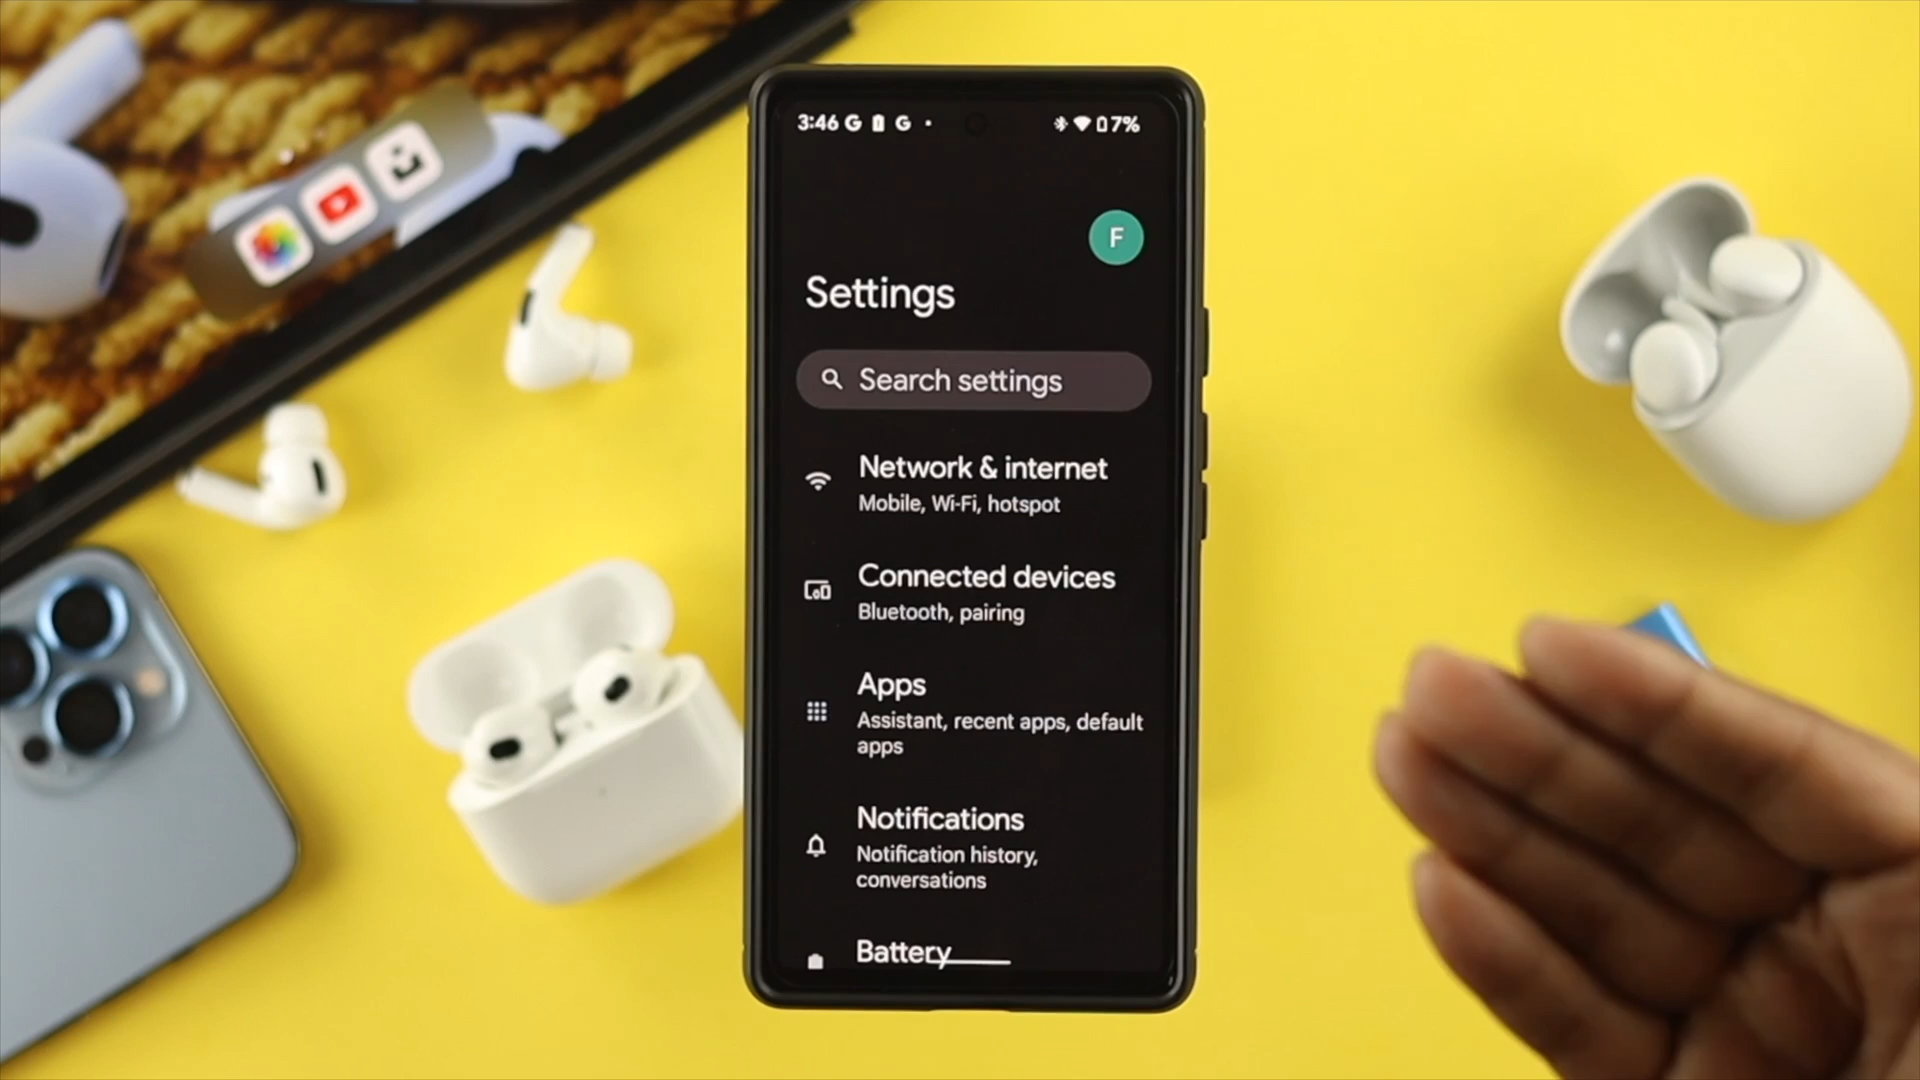 3:46 G G • 7%
F
Settings
Search settings
Network & internet
Mobile, Wi-Fi, hotspot
Connected devices
Bluetooth, pairing
Apps
Assistant, recent apps, default
apps
Notifications
Notification history,
conversations
Battery